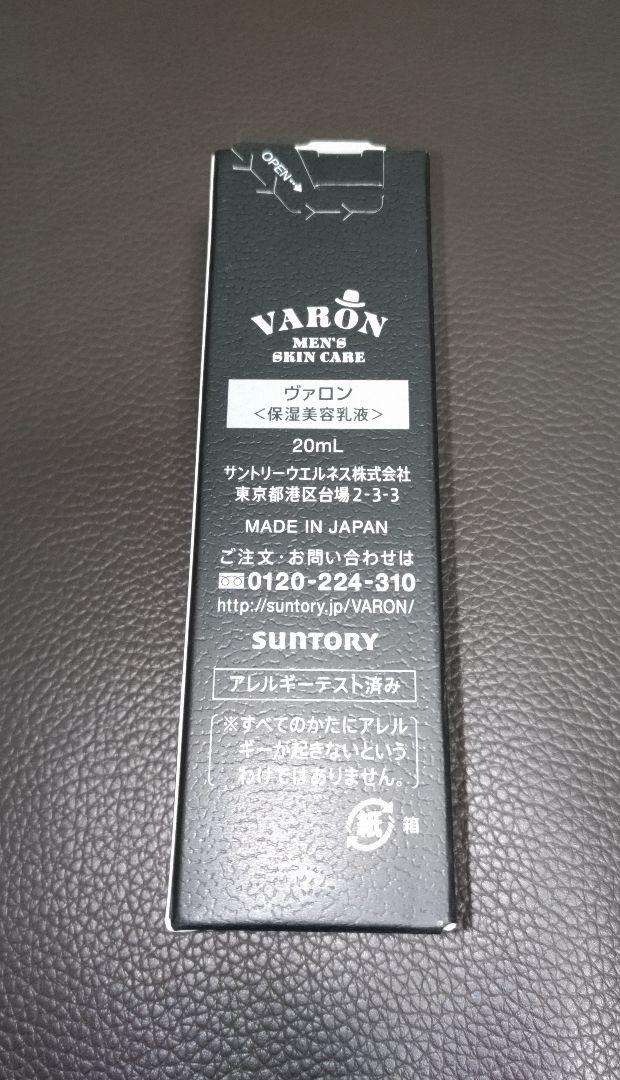 OPEN
VARON
MEN'S
SKIN CARE
ヴァロン
<保湿美容乳液>
20mL
サントリーウエルネス株式会社
東京都港区台場2-3-3
MADE IN JAPAN
ご注文・お問い合わせは
0120-224-310
http://suntory.jp/VARON/
SUNTORY
アレルギーテスト済み
※すべてのかたにアレル
ギーが起きないという
わけではありません。
紙 箱